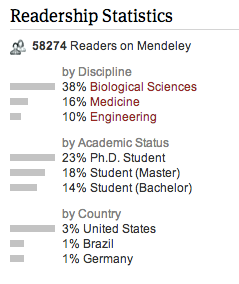 Readership Statistics
58274 Readers on Mendeley
by Discipline
38% Biological Sciences
16% Medicine
10% Engineering
by Academic Status
23% Ph.D. Student
18% Student (Master)
14% Student (Bachelor)
by Country
3% United States
1% Brazil
1% Germany